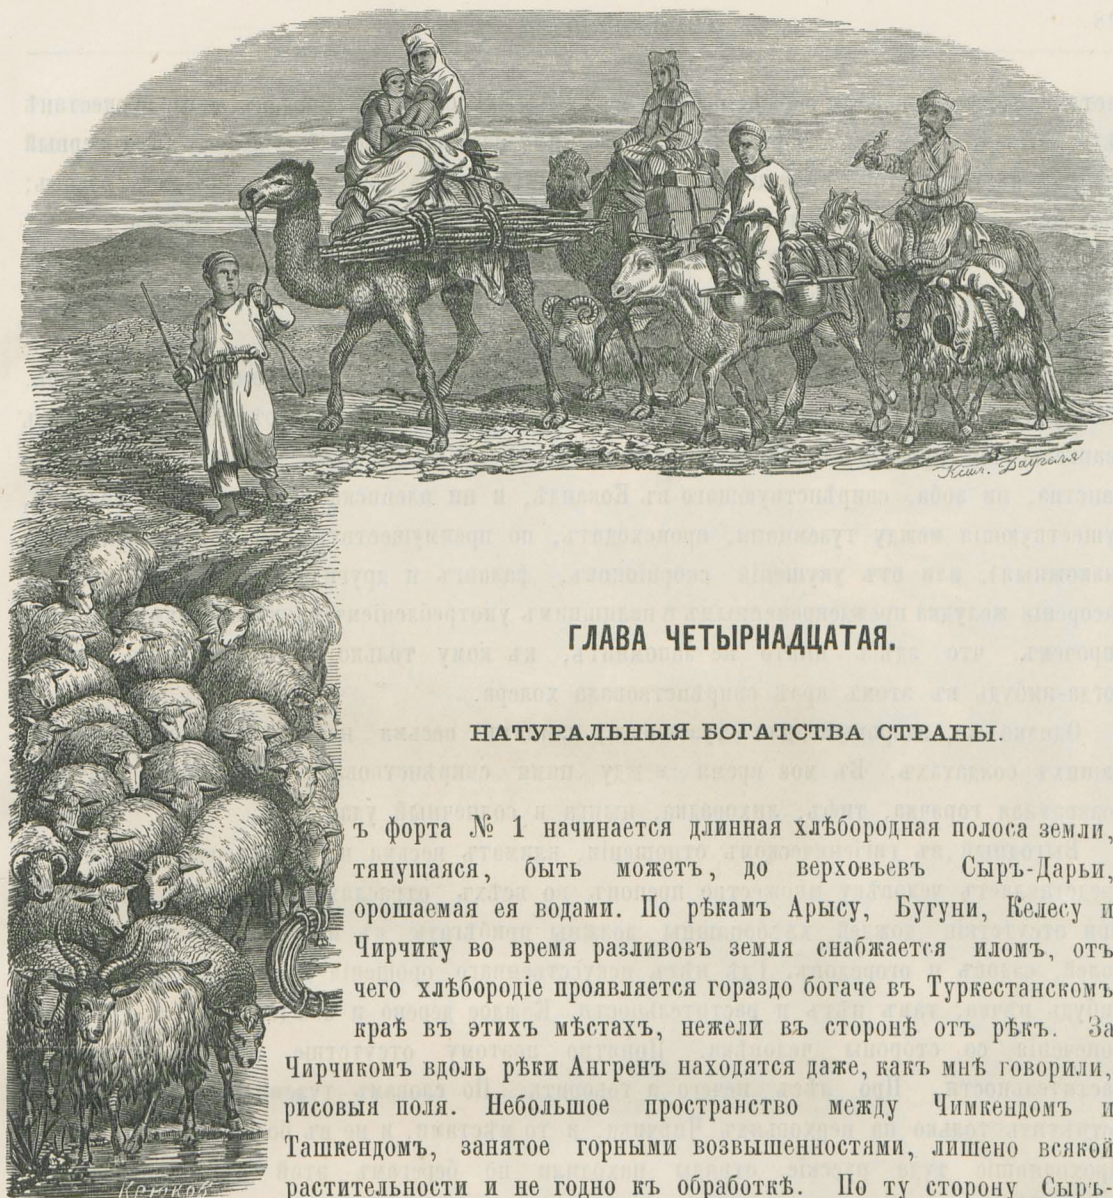 Ксил. Даугеля
ГЛАВА ЧЕТЫРНАДЦАТАЯ.
НАТУРАЛЬНЫЯ БОГАТСТВА СТРАНЫ.
Съ форта № 1 начинается длинная хлѣбородная полоса земли,
тянущаяся, быть можетъ, до верховьевъ Сыръ-Дарьи,
орошаемая ея водами. По рѣкамъ Арысу, Бугуни, Келесу и
Чирчику во время разливовъ земля снабжается иломъ, отъ
чего хлѣбородіе проявляется гораздо богаче въ Туркестанскомъ
краѣ въ этихъ мѣстахъ, нежели въ сторонѣ отъ рѣкъ. За
Чирчикомъ вдоль рѣки Ангренъ находятся даже, какъ мнѣ говорили,
рисовыя поля. Небольшое пространство между Чимкендомъ и
Ташкендомъ, занятое горными возвышенностями, лишено всякой
растительности и не годно къ обработкѣ. По ту сторону Сыръ-
Крюковъ